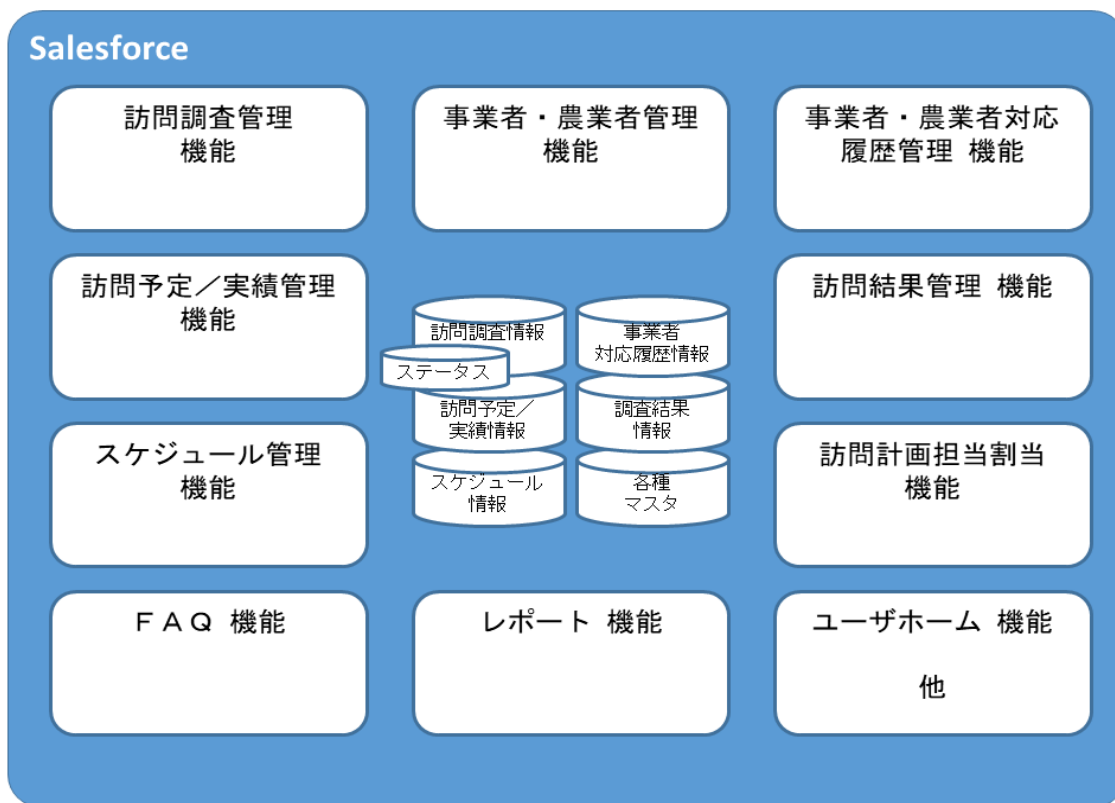 Salesforce
訪問調査管理
機能
事業者・農業者管理
機能
事業者・農業者対応
履歴管理 機能
訪問予定／実績管理
機能
訪問調査情報
事業者
対応履歴情報
ステータス
訪問予定／
実績情報
調査結果
情報
スケジュール
情報
各種
マスタ
訪問結果管理 機能
スケジュール管理
機能
訪問計画担当割当
機能
ＦＡＱ 機能
レポート 機能
ユーザホーム 機能
他